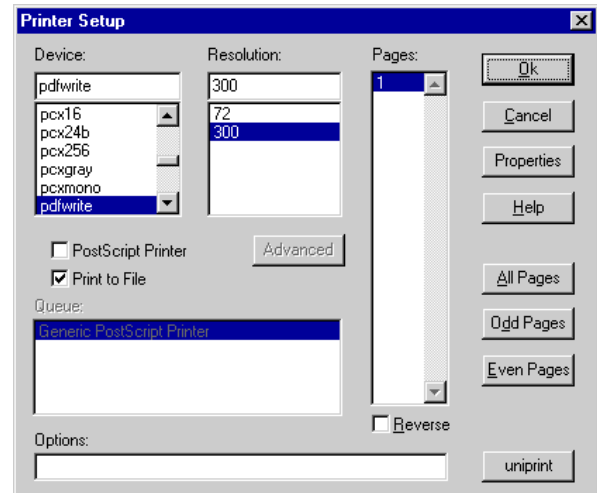 Printer Setup
Device:
pdfwrite
pcx16
pcx24b
pcx256
pcxgray
pcxmono
pdfwrite
Resolution:
300
72
300
Pages:
1
Ok
Cancel
Properties
Help
PostScript Printer
Advanced
Print to File
Queue:
Generic PostScript Printer
All Pages
Odd Pages
Even Pages
Reverse
Options:
uniprint